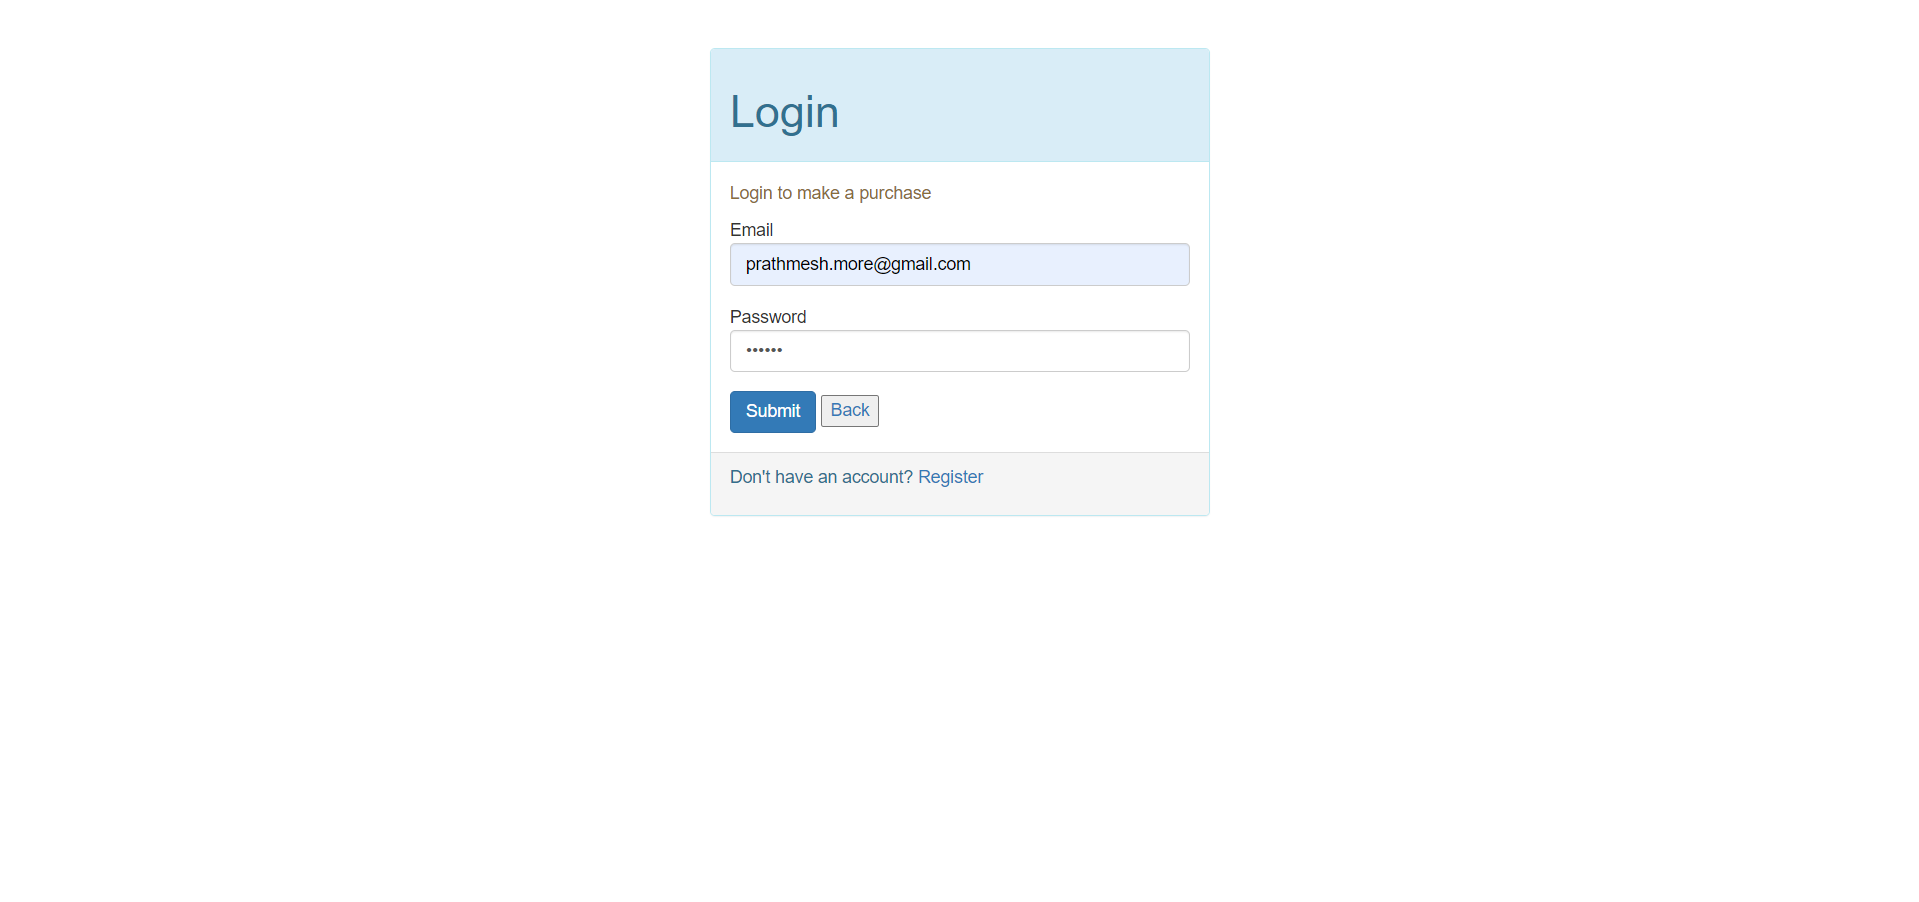 Login
Login to make a purchase
Email
prathmesh.more@gmail.com
Password
••••••
Submit Back
Don't have an account? Register